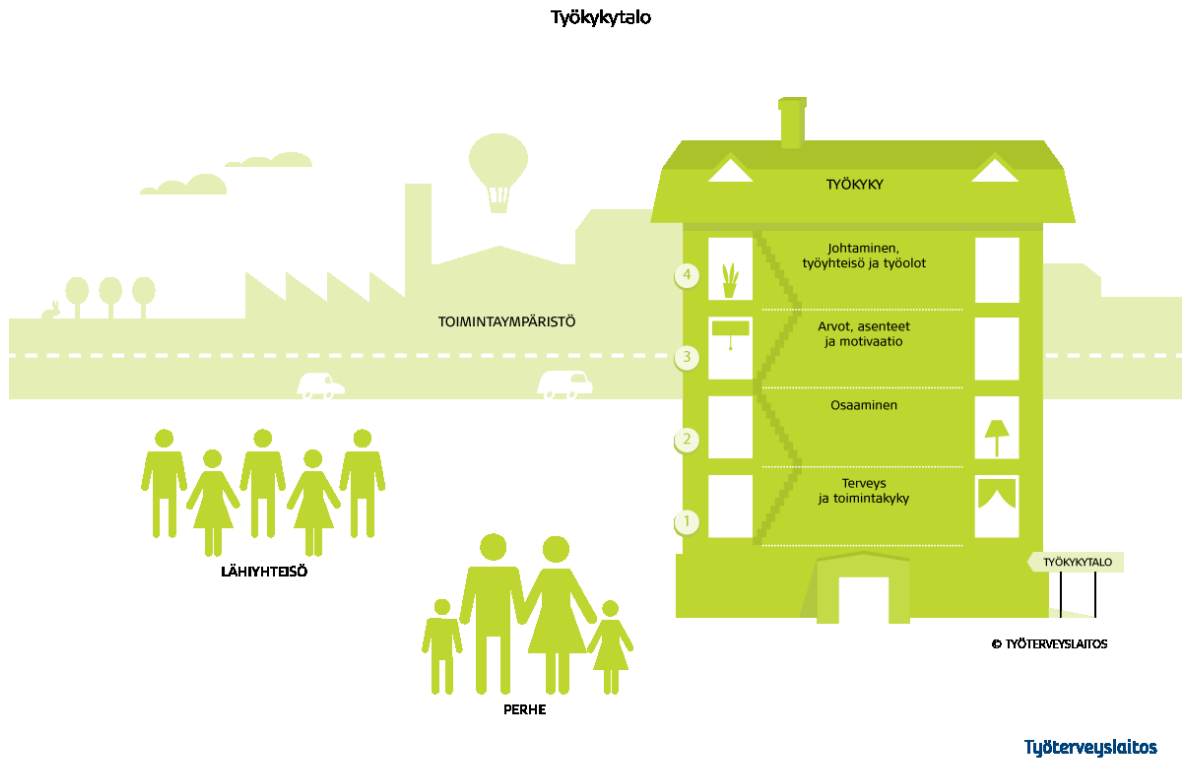 Työkykytalo
TYÖKYKY
4
Johtaminen,
työyhteisö ja työolot
TOIMINTAYMPÄRISTÖ
3
Arvot, asenteet
ja motivaatio
2
Osaaminen
1
Terveys
ja toimintakyky
LÄHIYHTEISÖ
PERHE
TYÖKYKYTALO
© TYÖTERVEYSLAITOS
Työterveyslaitos